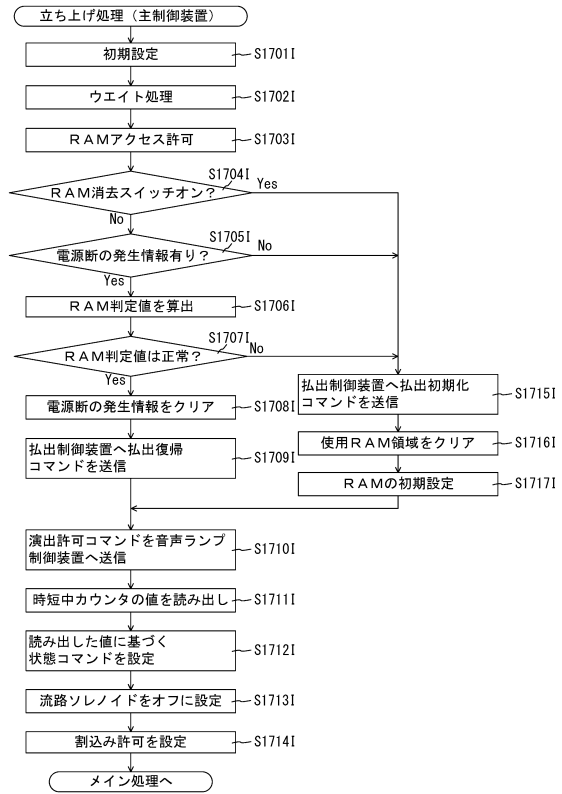 立ち上げ処理（主制御装置）
初期設定
S1701I
ウエイト処理
S1702I
ＲＡＭアクセス許可
S1703I
S1704I
ＲＡＭ消去スイッチオン？
Yes
No
S1705I
電源断の発生情報有り？
No
Yes
ＲＡＭ判定値を算出
S1706I
S1707I
ＲＡＭ判定値は正常？
No
Yes
電源断の発生情報をクリア
S1708I
払出制御装置へ払出復帰
コマンドを送信
S1709I
払出制御装置へ払出初期化
コマンドを送信
S1715I
使用ＲＡＭ領域をクリア
S1716I
ＲＡＭの初期設定
S1717I
演出許可コマンドを音声ランプ
制御装置へ送信
S1710I
時短中カウンタの値を読み出し
S1711I
読み出した値に基づく
状態コマンドを設定
S1712I
流路ソレノイドをオフに設定
S1713I
割込み許可を設定
S1714I
メイン処理へ